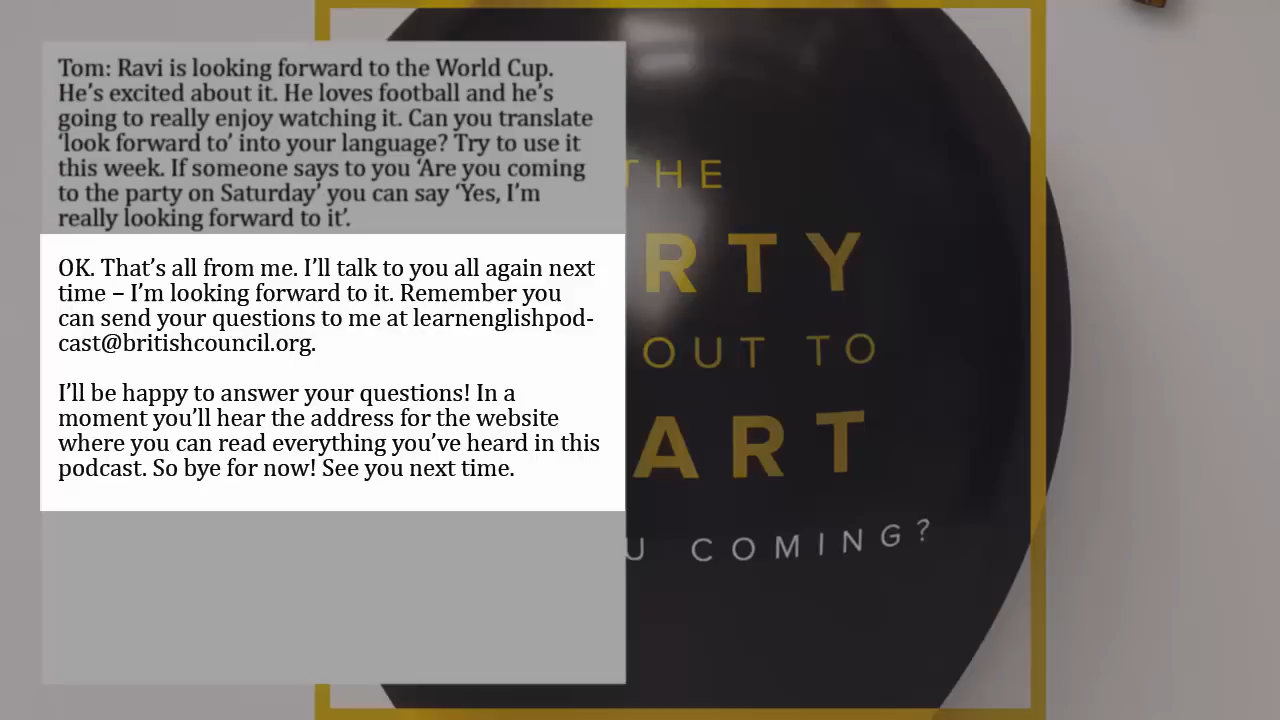 Tom: Ravi is looking forward to the World Cup.
He’s excited about it. He loves football and he’s
going to really enjoy watching it. Can you translate
‘look forward to’ into your language? Try to use it
this week. If someone says to you ‘Are you coming
to the party on Saturday’ you can say ‘Yes, I’m
really looking forward to it’.
OK. That’s all from me. I’ll talk to you all again next
time – I’m looking forward to it. Remember you
can send your questions to me at learnenglishpod-
cast@britishcouncil.org.
I’ll be happy to answer your questions! In a
moment you’ll hear the address for the website
where you can read everything you’ve heard in this
podcast. So bye for now! See you next time.
THE
RTY
OUT TO
ART
U COMING?